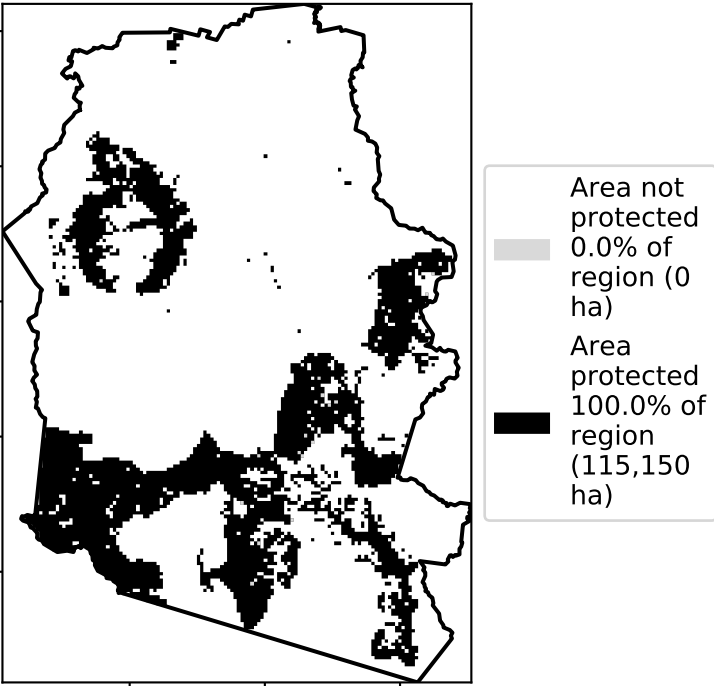 Area not
protected
0.0% of
region (0
ha)
Area
protected
100.0% of
region
(115,150
ha)